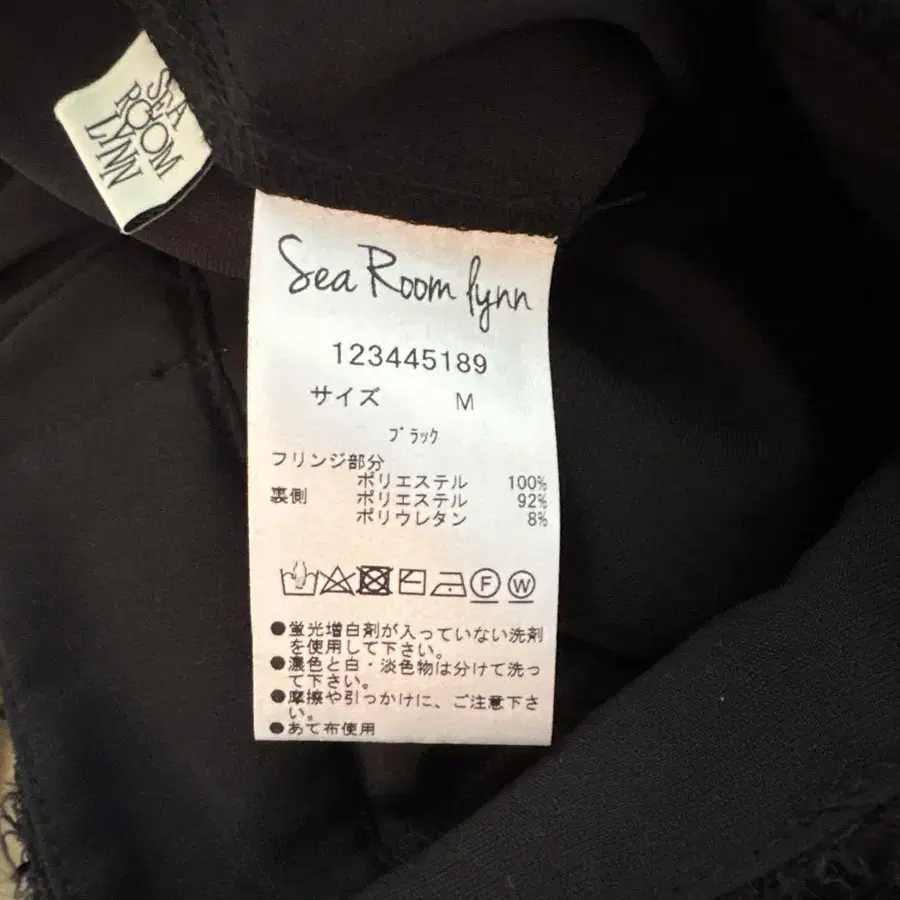 SEA
ROOM
LYNN
Sea Room lynn
123445189
サイズ M
ブラック
フリンジ部分
ポリエステル 100%
裏側 ポリエステル 92%
ポリウレタン 8%
F W
●蛍光増白剤が入っていない洗剤
を使用して下さい。
●濃色と白・淡色物は分けて洗っ
て下さい。
●摩擦や引っかけに、ご注意下さ
い。
●あて布使用